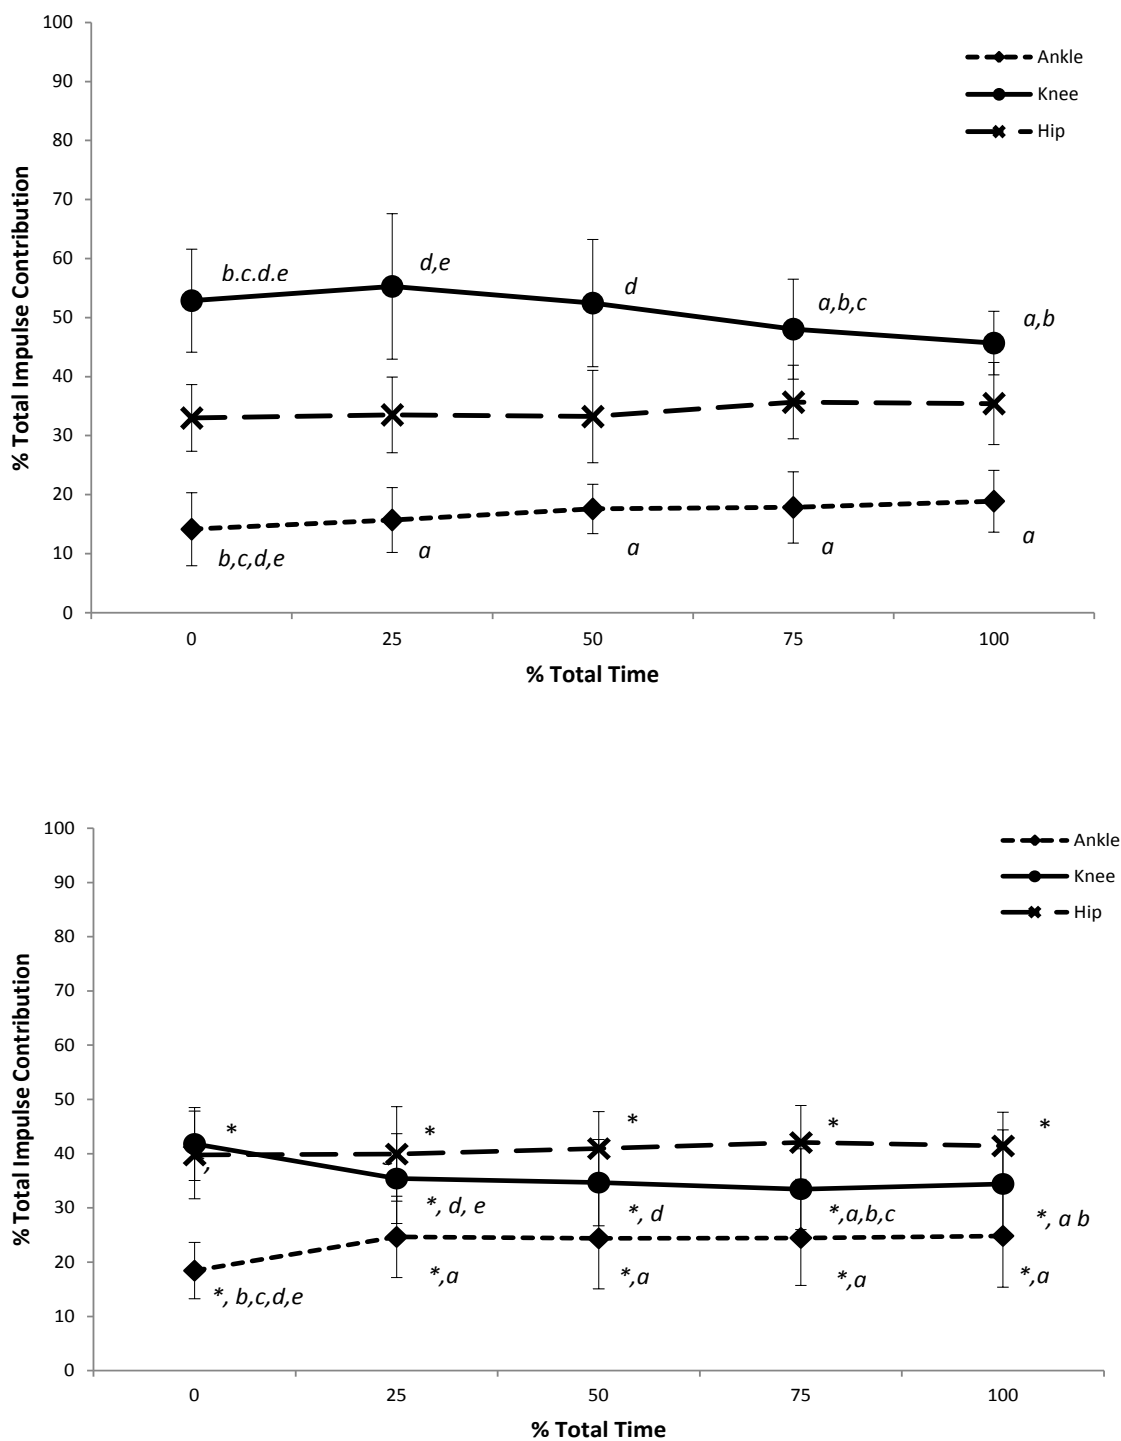 100
90
80
70
60
50
40
30
20
10
0
% Total Impulse Contribution
Ankle
Knee
Hip
b.c.d.e
d,e
d
a,b,c
a,b
b,c,d,e
a
a
a
a
0 25 50 75 100
% Total Time
100
90
80
70
60
50
40
30
20
10
0
% Total Impulse Contribution
Ankle
Knee
Hip
* * * * *
*, d, e
*, d
*,a,b,c
*, a b
*, b,c,d,e
*,a
*,a
*,a
*,a
0 25 50 75 100
% Total Time